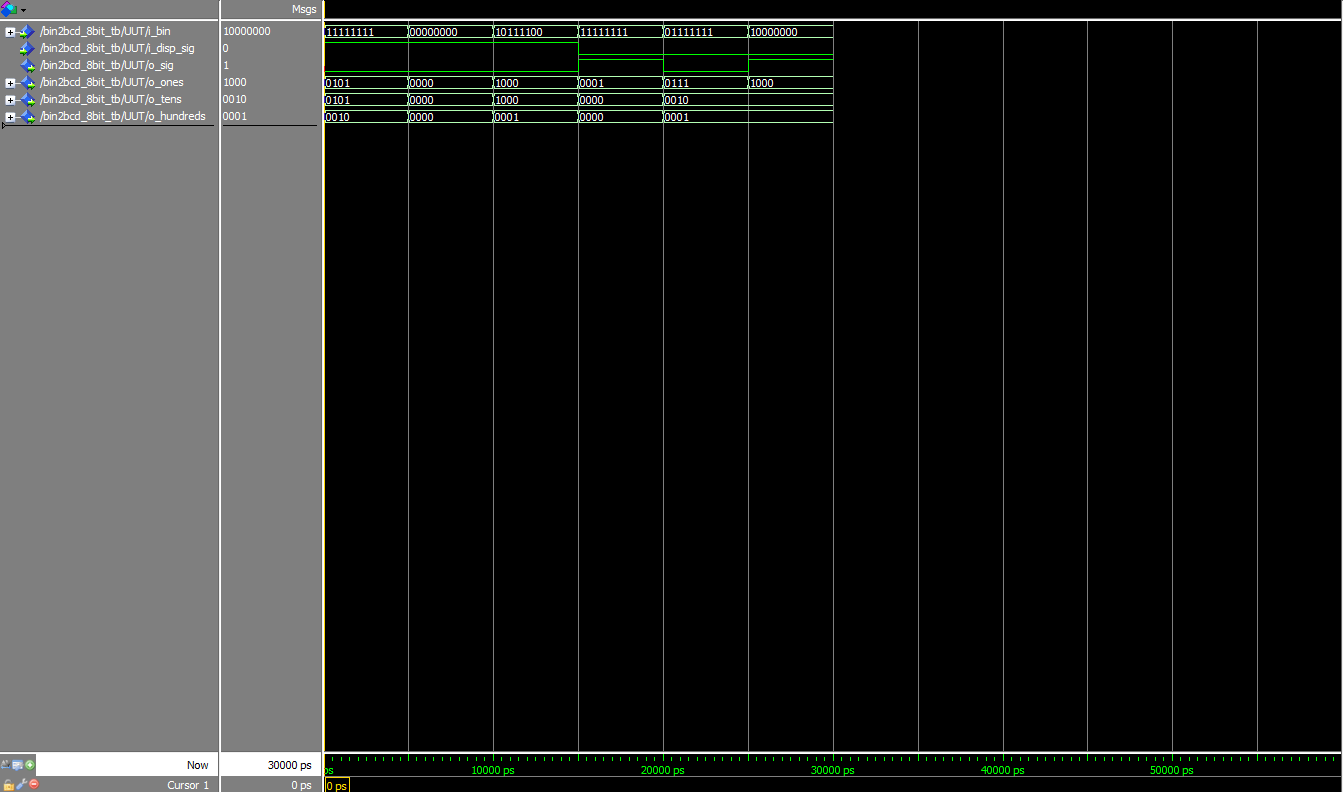 Msgs
/bin2bcd_8bit_tb/UUT/i_bin 10000000 11111111 00000000 10111100 11111111 01111111 10000000
/bin2bcd_8bit_tb/UUT/i_disp_sig 0
/bin2bcd_8bit_tb/UUT/o_sig 1
/bin2bcd_8bit_tb/UUT/o_ones 1000 0101 0000 1000 0001 0111 1000
/bin2bcd_8bit_tb/UUT/o_tens 0010 0101 0000 1000 0000 0010
/bin2bcd_8bit_tb/UUT/o_hundreds 0001 0010 0000 0001 0000 0001
Now 30000 ps ps 10000 ps 20000 ps 30000 ps 40000 ps 50000 ps
Cursor 1 0 ps 0 ps